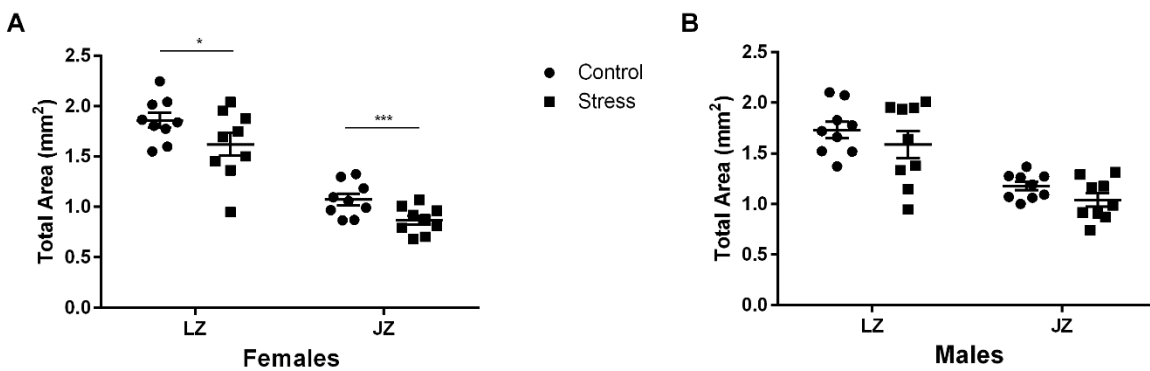 A
B
*
***
Control
Stress
Total Area (mm²)
2.5
2.0
1.5
1.0
0.5
0.0
LZ
JZ
Females
Total Area (mm²)
2.5
2.0
1.5
1.0
0.5
0.0
LZ
JZ
Males